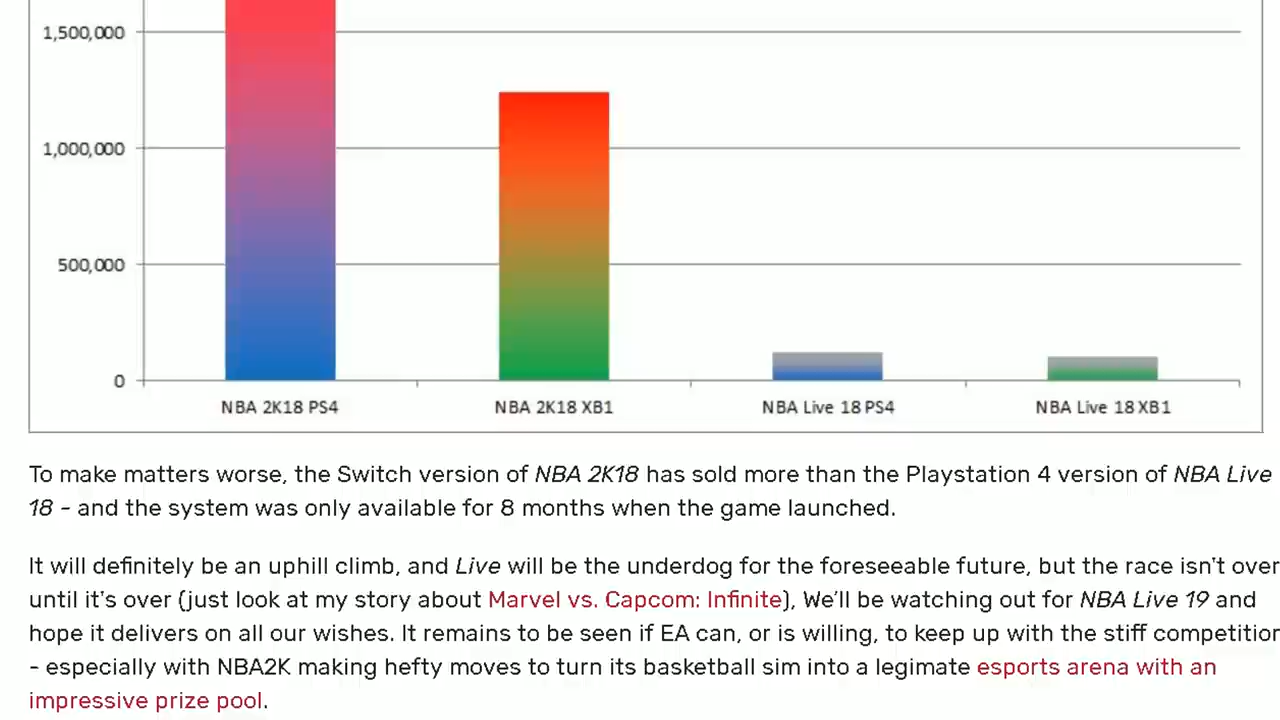 1,500,000
1,000,000
500,000
0
NBA 2K18 PS4 NBA 2K18 XB1 NBA Live 18 PS4 NBA Live 18 XB1
To make matters worse, the Switch version of NBA 2K18 has sold more than the Playstation 4 version of NBA Live
18 - and the system was only available for 8 months when the game launched.
It will definitely be an uphill climb, and Live will be the underdog for the foreseeable future, but the race isn't over
until it's over (just look at my story about Marvel vs. Capcom: Infinite), We'll be watching out for NBA Live 19 and
hope it delivers on all our wishes. It remains to be seen if EA can, or is willing, to keep up with the stiff competition
- especially with NBA2K making hefty moves to turn its basketball sim into a legimate esports arena with an
impressive prize pool.